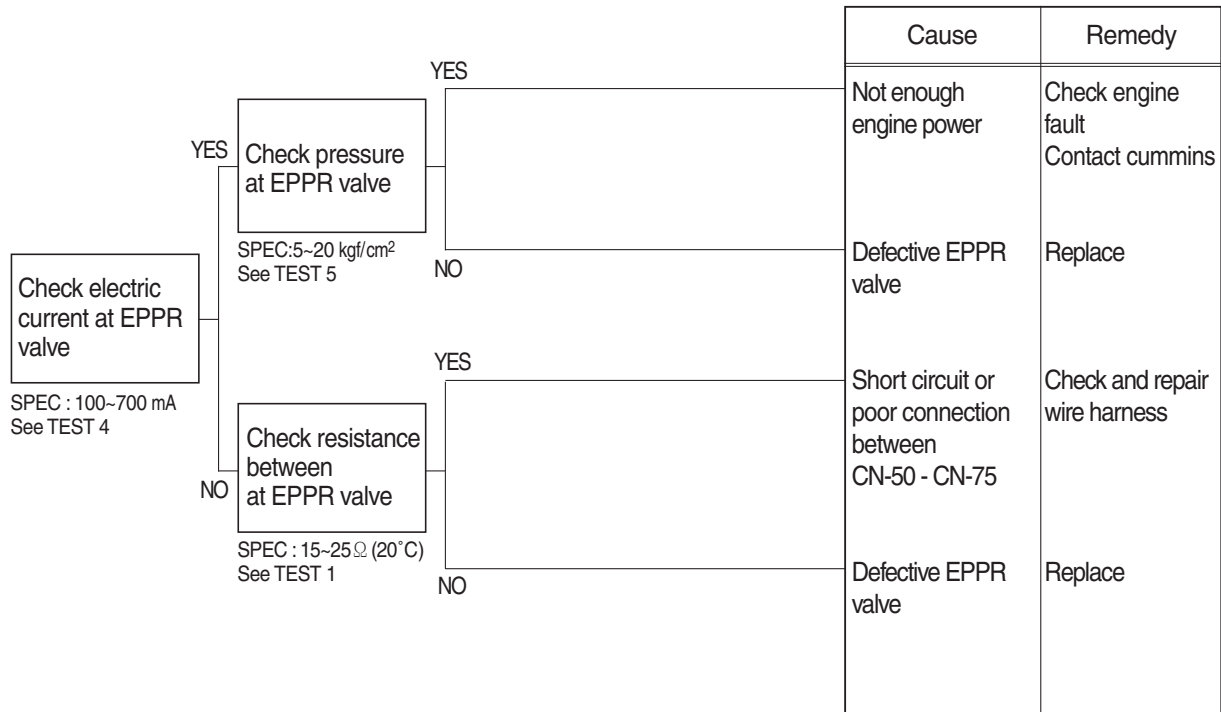 Cause
Remedy
YES
Not enough
engine power
Check engine
fault
Contact cummins
YES
Check pressure
at EPPR valve
SPEC:5~20 kgf/cm²
See TEST 5
NO
Defective EPPR
valve
Replace
Check electric
current at EPPR
valve
SPEC : 100~700 mA
See TEST 4
YES
Short circuit or
poor connection
between
CN-50 - CN-75
Check and repair
wire harness
NO
Check resistance
between
at EPPR valve
SPEC : 15~25Ω (20˚C)
See TEST 1
NO
Defective EPPR
valve
Replace